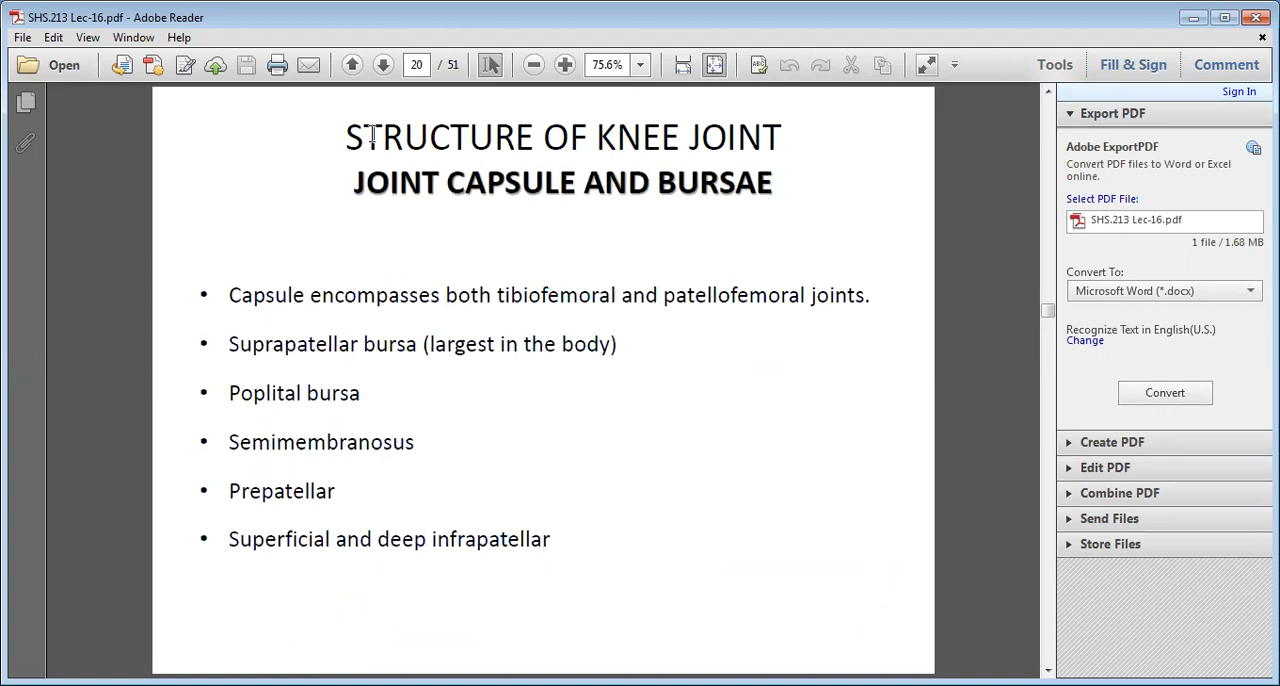 SHS.213 Lec-16.pdf - Adobe Reader
File Edit View Window Help
Open 20 / 51 75.6% Tools Fill & Sign Comment
Sign In
STRUCTURE OF KNEE JOINT
JOINT CAPSULE AND BURSAE
• Capsule encompasses both tibiofemoral and patellofemoral joints.
• Suprapatellar bursa (largest in the body)
• Poplital bursa
• Semimembranosus
• Prepatellar
• Superficial and deep infrapatellar
Export PDF
Adobe ExportPDF
Convert PDF files to Word or Excel
online.
Select PDF File:
SHS.213 Lec-16.pdf
1 file / 1.68 MB
Convert To:
Microsoft Word (*.docx)
Recognize Text in English(U.S.)
Change
Convert
Create PDF
Edit PDF
Combine PDF
Send Files
Store Files